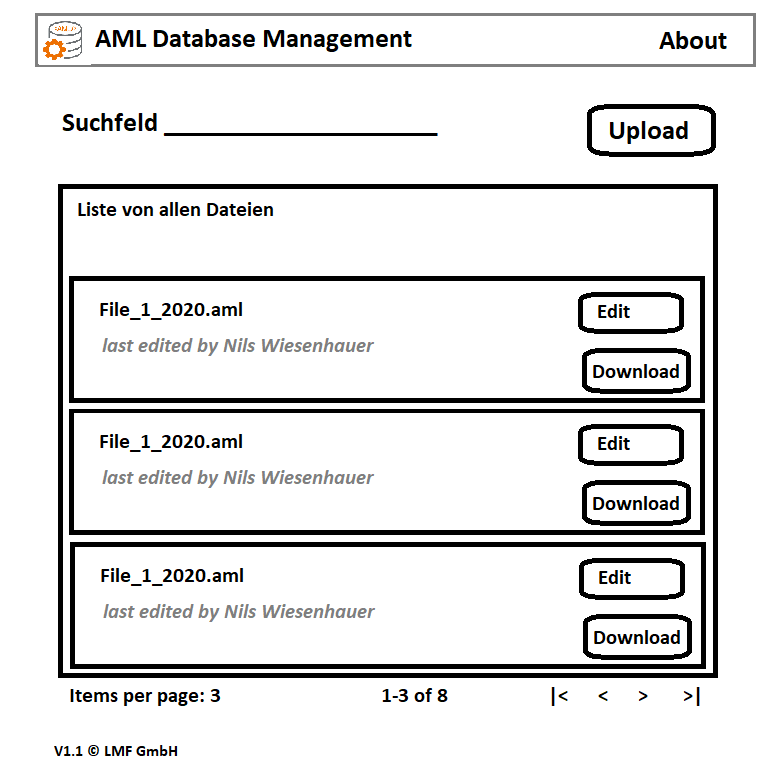 AML Database Management
About
Suchfeld
Upload
Liste von allen Dateien
File_1_2020.aml
Edit
last edited by Nils Wiesenhauer
Download
File_1_2020.aml
Edit
last edited by Nils Wiesenhauer
Download
File_1_2020.aml
Edit
last edited by Nils Wiesenhauer
Download
Items per page: 3 1-3 of 8 |< < > >|
V1.1 © LMF GmbH